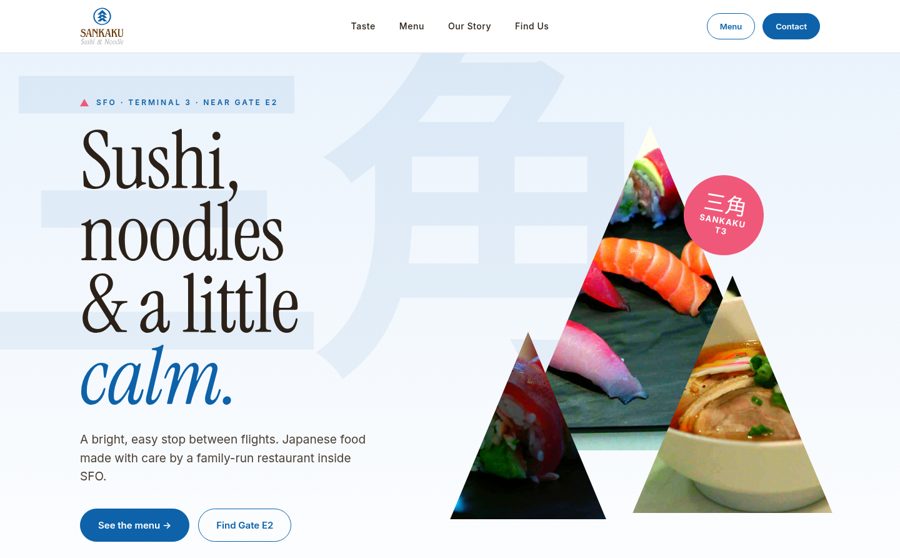 SANKAKU
Sushi & Noodle
Taste
Menu
Our Story
Find Us
Menu
Contact
三角
SFO · TERMINAL 3 · NEAR GATE E2
Sushi,
noodles
& a little
calm.
A bright, easy stop between flights. Japanese food
made with care by a family-run restaurant inside
SFO.
See the menu →
Find Gate E2
三角
SANKAKU
T3